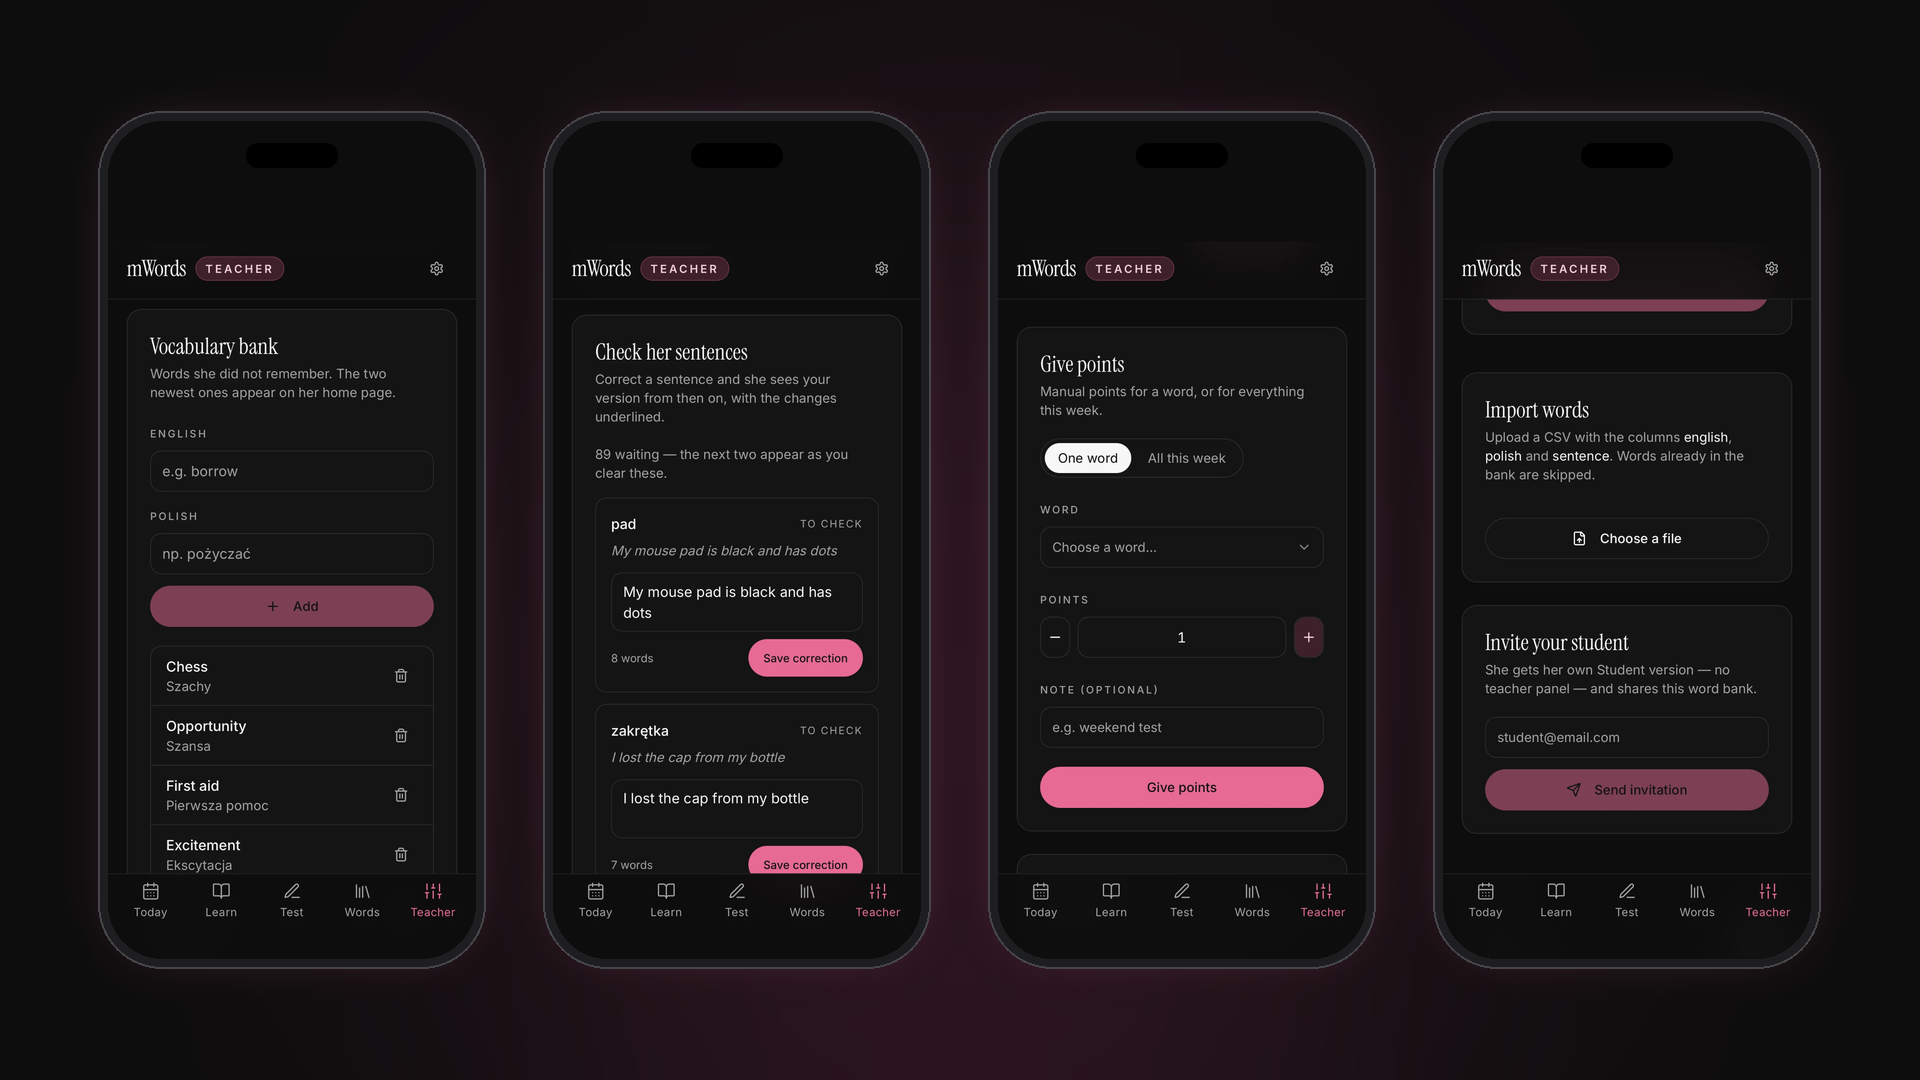 mWords
TEACHER
Vocabulary bank
Words she did not remember. The two
newest ones appear on her home page.
ENGLISH
e.g. borrow
POLISH
np. pożyczać
+ Add
Chess
Szachy
Opportunity
Szansa
First aid
Pierwsza pomoc
Excitement
Ekscytacja
Today
Learn
Test
Words
Teacher
mWords
TEACHER
Check her sentences
Correct a sentence and she sees your
version from then on, with the changes
underlined.
89 waiting — the next two appear as you
clear these.
pad
TO CHECK
My mouse pad is black and has dots
My mouse pad is black and has
dots
8 words
Save correction
zakrętka
TO CHECK
I lost the cap from my bottle
I lost the cap from my bottle
7 words
Save correction
Today
Learn
Test
Words
Teacher
mWords
TEACHER
Give points
Manual points for a word, or for everything
this week.
One word
All this week
WORD
Choose a word...
POINTS
− 1 +
NOTE (OPTIONAL)
e.g. weekend test
Give points
Today
Learn
Test
Words
Teacher
mWords
TEACHER
Import words
Upload a CSV with the columns english,
polish and sentence. Words already in the
bank are skipped.
Choose a file
Invite your student
She gets her own Student version — no
teacher panel — and shares this word bank.
student@email.com
Send invitation
Today
Learn
Test
Words
Teacher